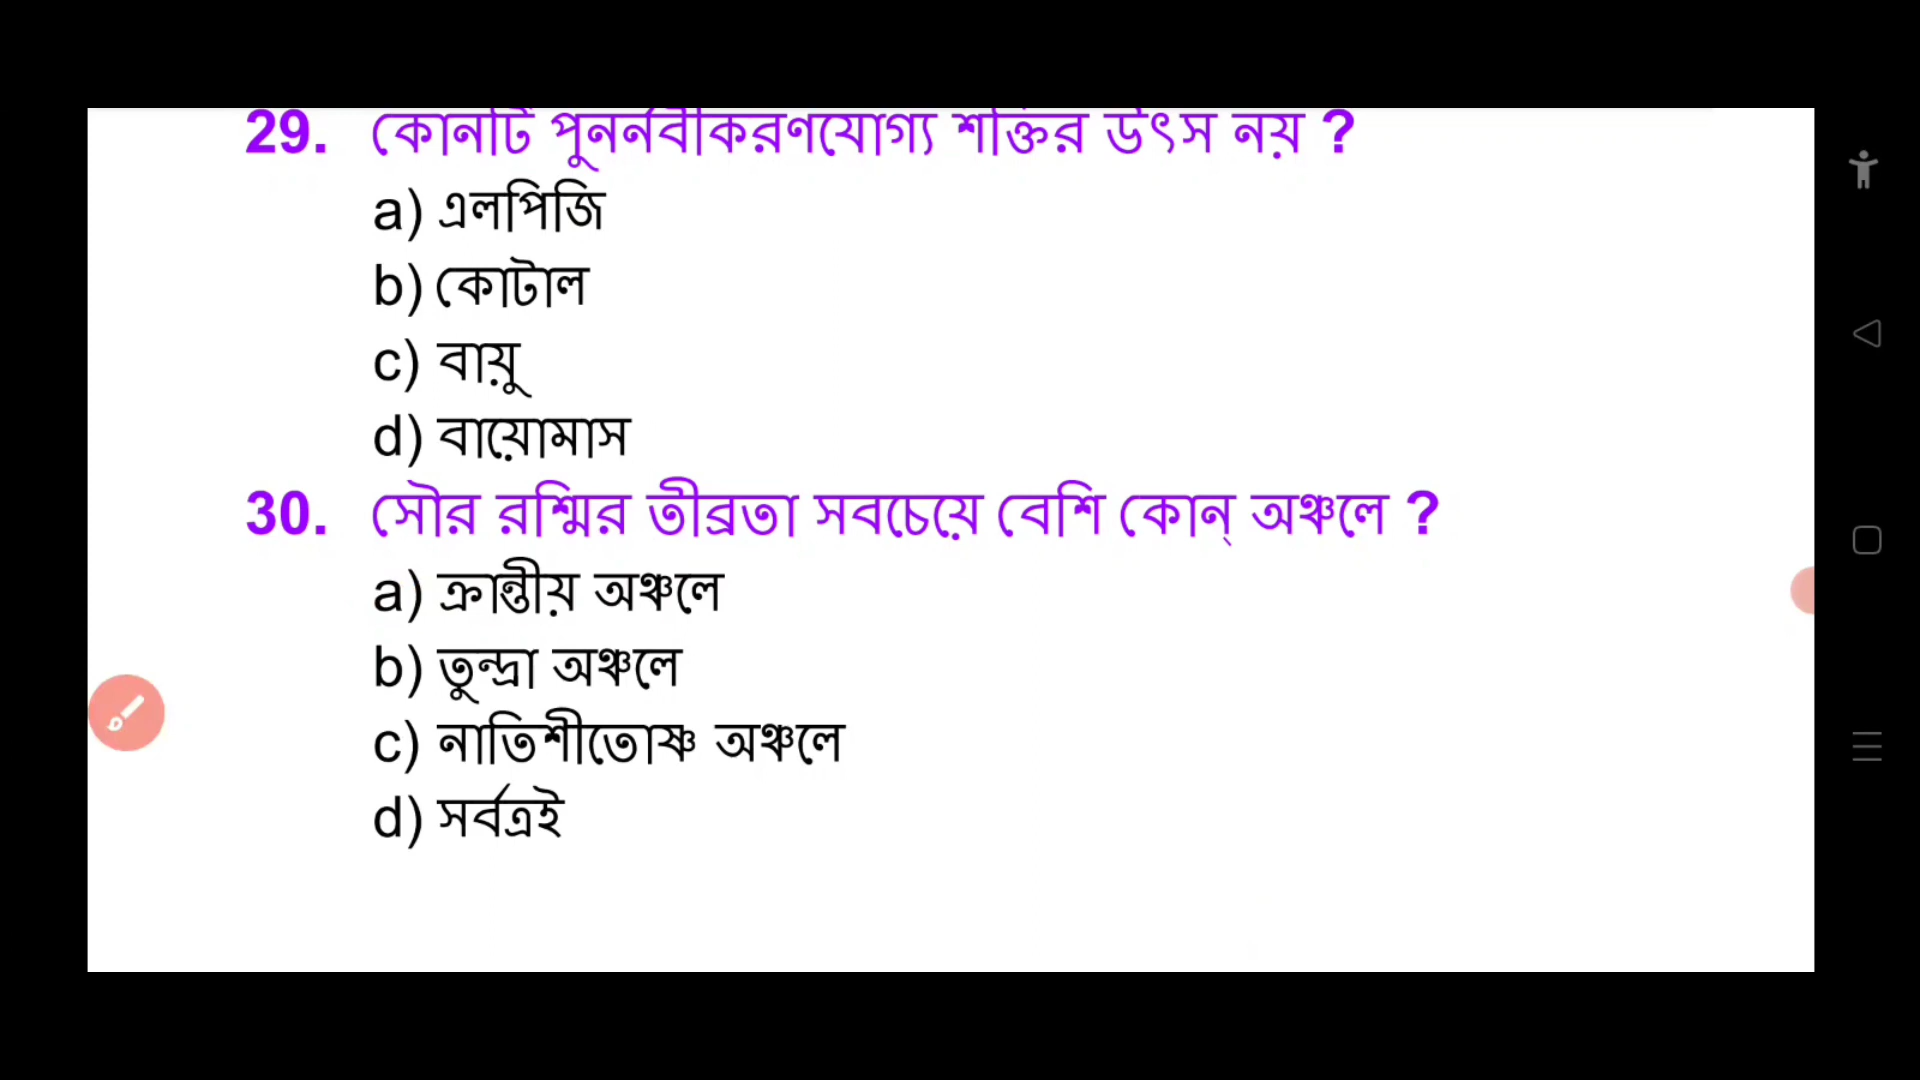 29. কোনটি পুনর্নবীকরণযোগ্য শক্তির উৎস নয় ?
a) এলপিজি
b) কোটাল
c) বায়ু
d) বায়োমাস
30. সৌর রশ্মির তীব্রতা সবচেয়ে বেশি কোন্ অঞ্চলে ?
a) ক্রান্তীয় অঞ্চলে
b) তুন্দ্রা অঞ্চলে
c) নাতিশীতোষ্ণ অঞ্চলে
d) সর্বত্রই